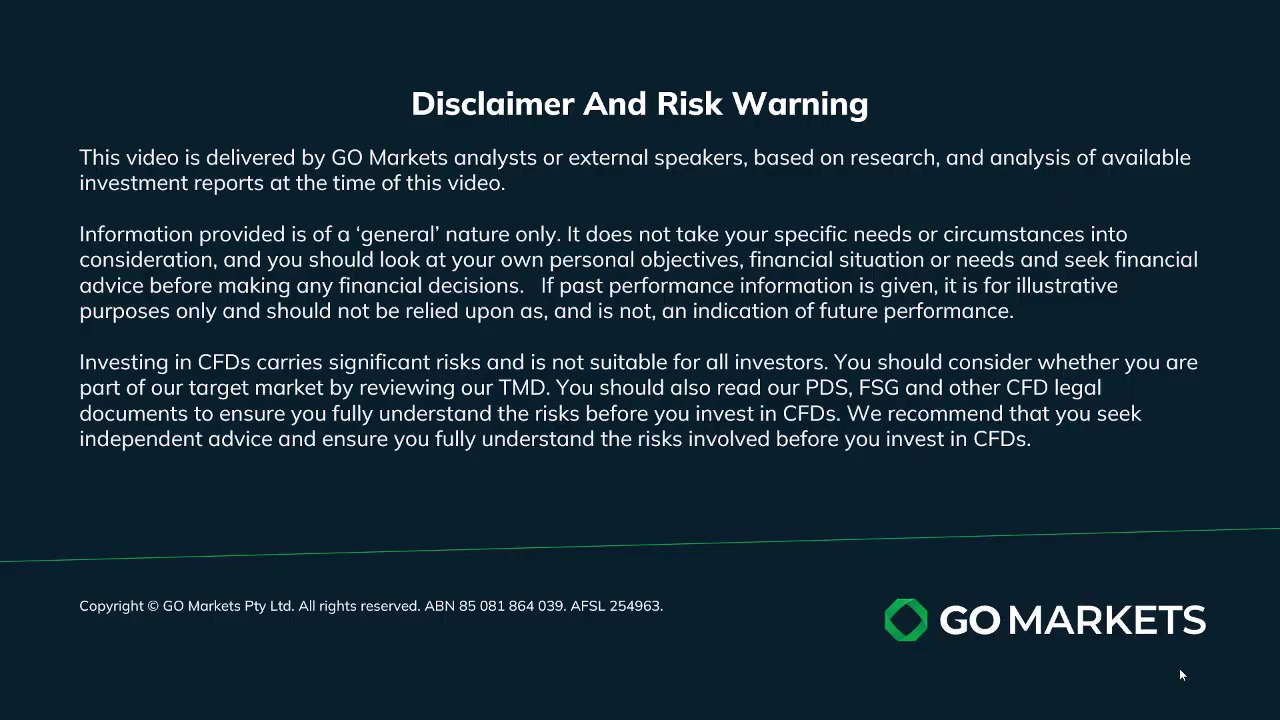 Disclaimer And Risk Warning
This video is delivered by GO Markets analysts or external speakers, based on research, and analysis of available
investment reports at the time of this video.
Information provided is of a ‘general’ nature only. It does not take your specific needs or circumstances into
consideration, and you should look at your own personal objectives, financial situation or needs and seek financial
advice before making any financial decisions.   If past performance information is given, it is for illustrative
purposes only and should not be relied upon as, and is not, an indication of future performance.
Investing in CFDs carries significant risks and is not suitable for all investors. You should consider whether you are
part of our target market by reviewing our TMD. You should also read our PDS, FSG and other CFD legal
documents to ensure you fully understand the risks before you invest in CFDs. We recommend that you seek
independent advice and ensure you fully understand the risks involved before you invest in CFDs.
Copyright © GO Markets Pty Ltd. All rights reserved. ABN 85 081 864 039. AFSL 254963.
GO MARKETS